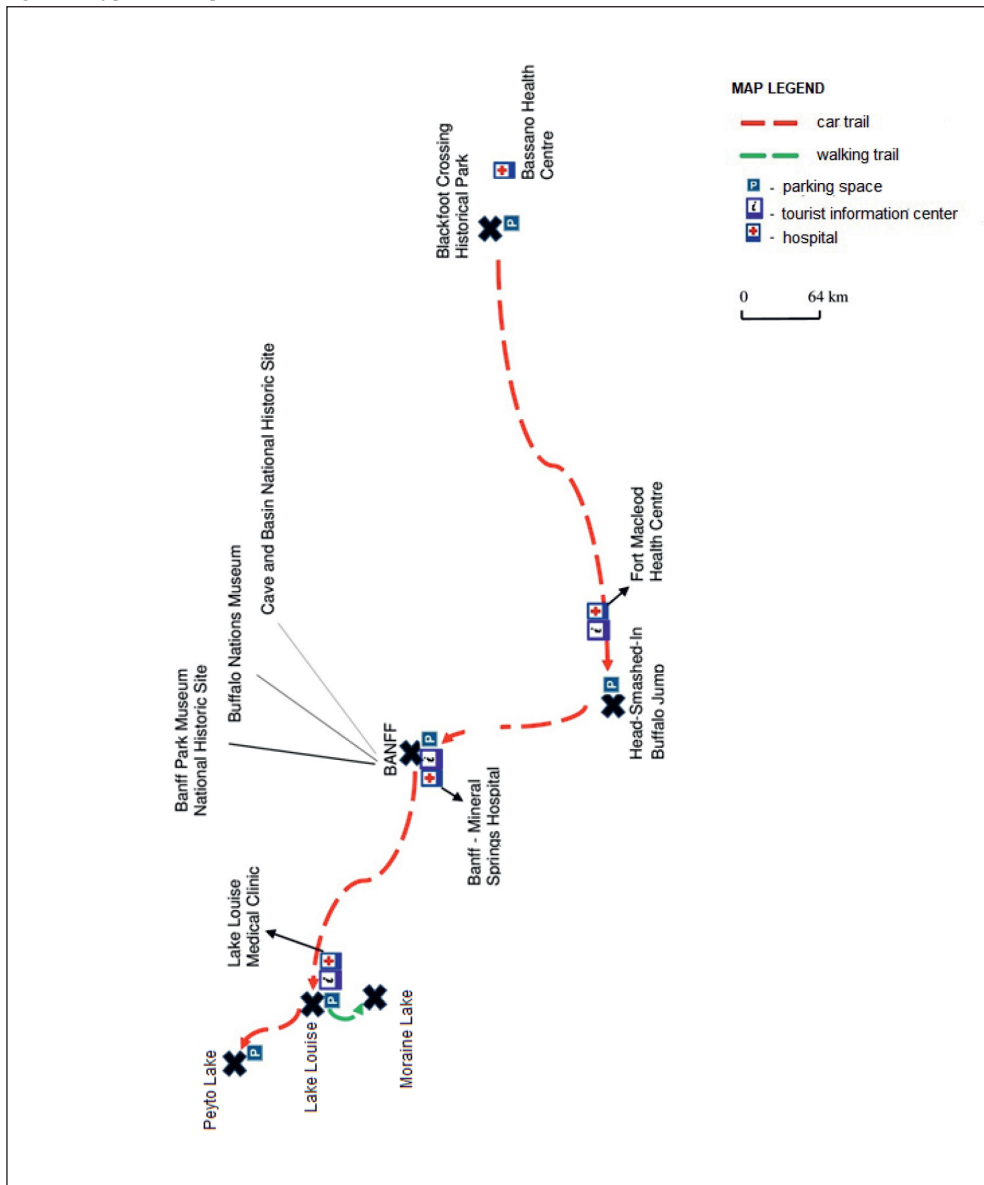 MAP LEGEND
car trail
walking trail
P - parking space
i - tourist information center
- hospital
0 64 km
Bassano Health
Centre
Blackfoot Crossing
Historical Park
P
Cave and Basin National Historic Site
Buffalo Nations Museum
Banff Park Museum
National Historic Site
Fort Macleod
Health Centre
i
P
Head-Smashed-In
Buffalo Jump
BANFF
P
i
Banff - Mineral
Springs Hospital
Lake Louise
Medical Clinic
i
P
Lake Louise
Moraine Lake
Peyto Lake
P